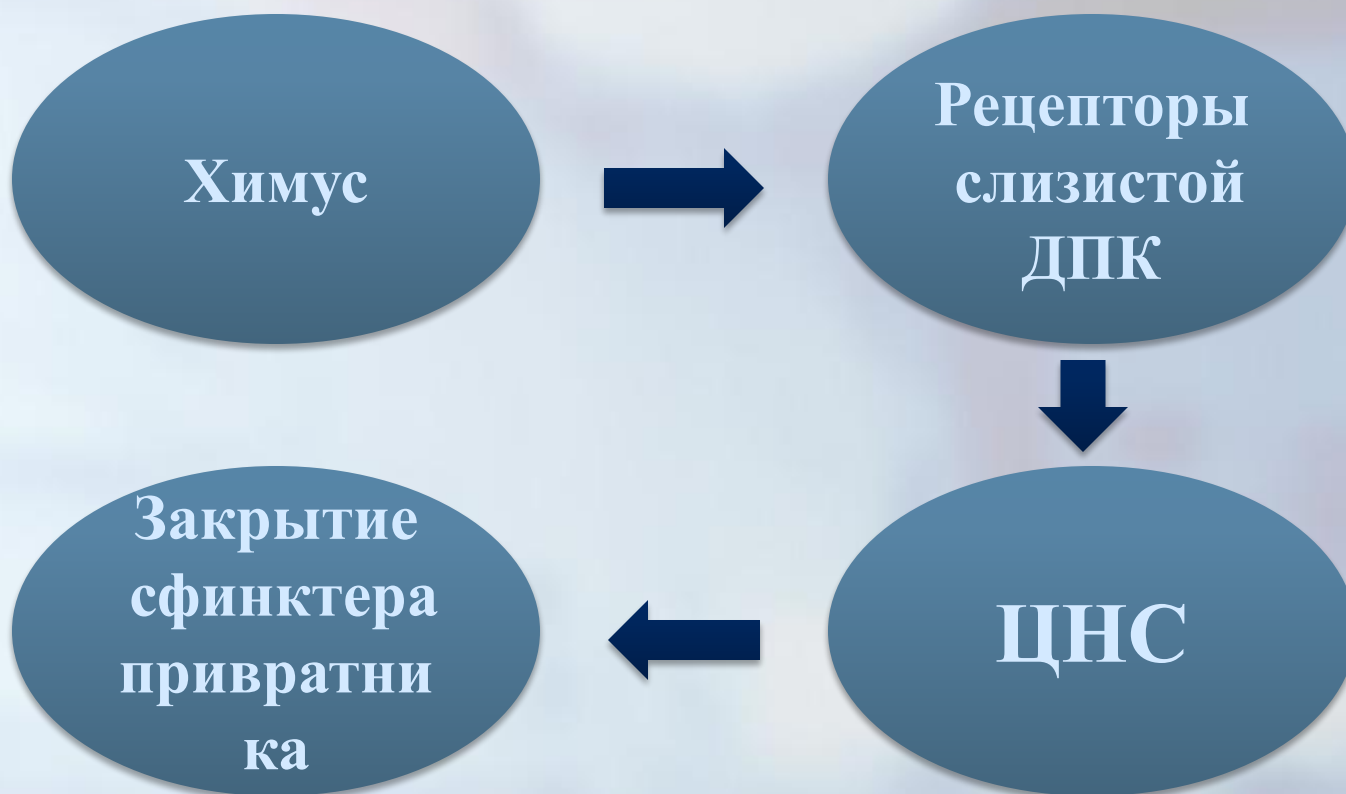 Химус
Рецепторы
слизистой
ДПК
ЦНС
Закрытие
сфинктера
привратни
ка